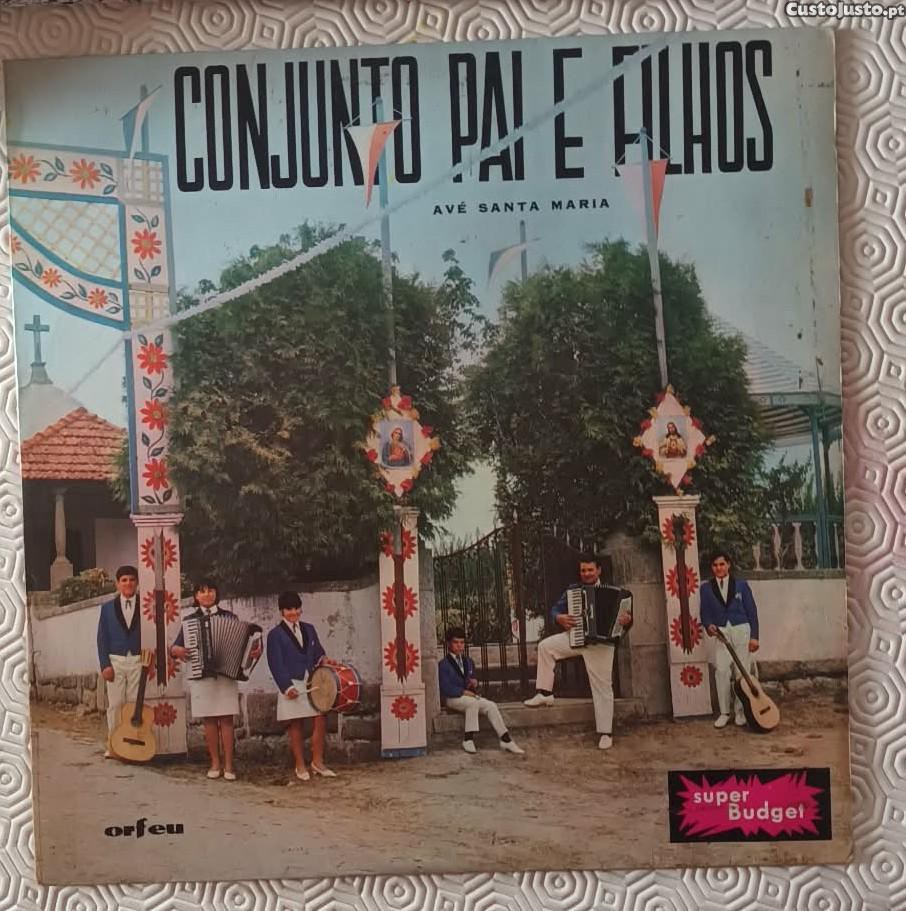 CustoJusto.pt
CONJUNTO PAI E FILHOS
AVÉ SANTA MARIA
orfeu
super
Budget